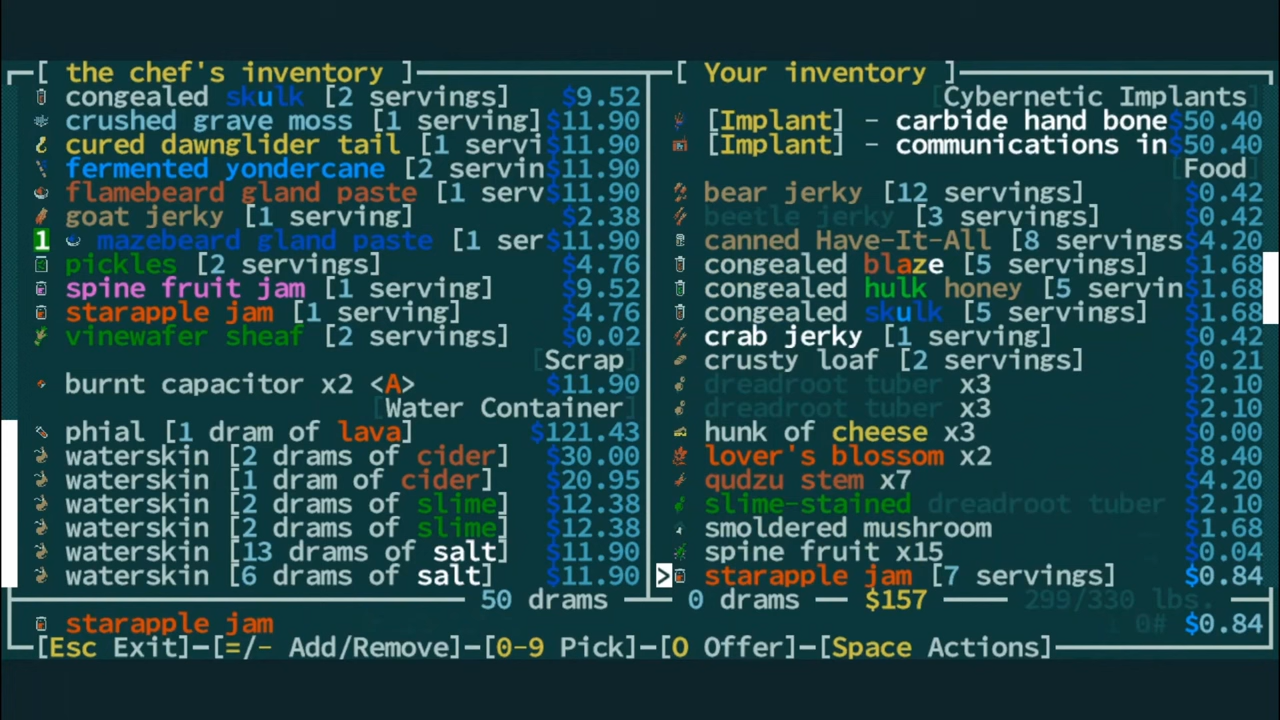 [ the chef's inventory ]
congealed skulk [2 servings] $9.52
crushed grave moss [1 serving] $11.90
cured dawnglider tail [1 servi $11.90
fermented yondercane [2 servin $11.90
flamebeard gland paste [1 serv $11.90
goat jerky [1 serving] $2.38
1 mazebeard gland paste [1 ser $11.90
pickles [2 servings] $4.76
spine fruit jam [1 serving] $9.52
starapple jam [1 serving] $4.76
vinewafer sheaf [2 servings] $0.02
[Scrap]
burnt capacitor x2 <A> $11.90
[Water Container]
phial [1 dram of lava] $121.43
waterskin [2 drams of cider] $30.00
waterskin [1 dram of cider] $20.95
waterskin [2 drams of slime] $12.38
waterskin [2 drams of slime] $12.38
waterskin [13 drams of salt] $11.90
waterskin [6 drams of salt] $11.90
50 drams
[ Your inventory ]
[Cybernetic Implants]
[Implant] - carbide hand bone $50.40
[Implant] - communications in $50.40
[Food]
bear jerky [12 servings] $0.42
beetle jerky [3 servings] $0.42
canned Have-It-All [8 servings $4.20
congealed blaze [5 servings] $1.68
congealed hulk honey [5 servin $1.68
congealed skulk [5 servings] $1.68
crab jerky [1 serving] $0.42
crusty loaf [2 servings] $0.21
dreadroot tuber x3 $2.10
dreadroot tuber x3 $2.10
hunk of cheese x3 $0.00
lover's blossom x2 $8.40
qudzu stem x7 $4.20
slime-stained dreadroot tuber $2.10
smoldered mushroom $1.68
spine fruit x15 $0.04
> starapple jam [7 servings] $0.84
0 drams — $157 299/330 lbs.
starapple jam 0# $0.84
[Esc Exit]-[=/- Add/Remove]-[0-9 Pick]-[O Offer]-[Space Actions]